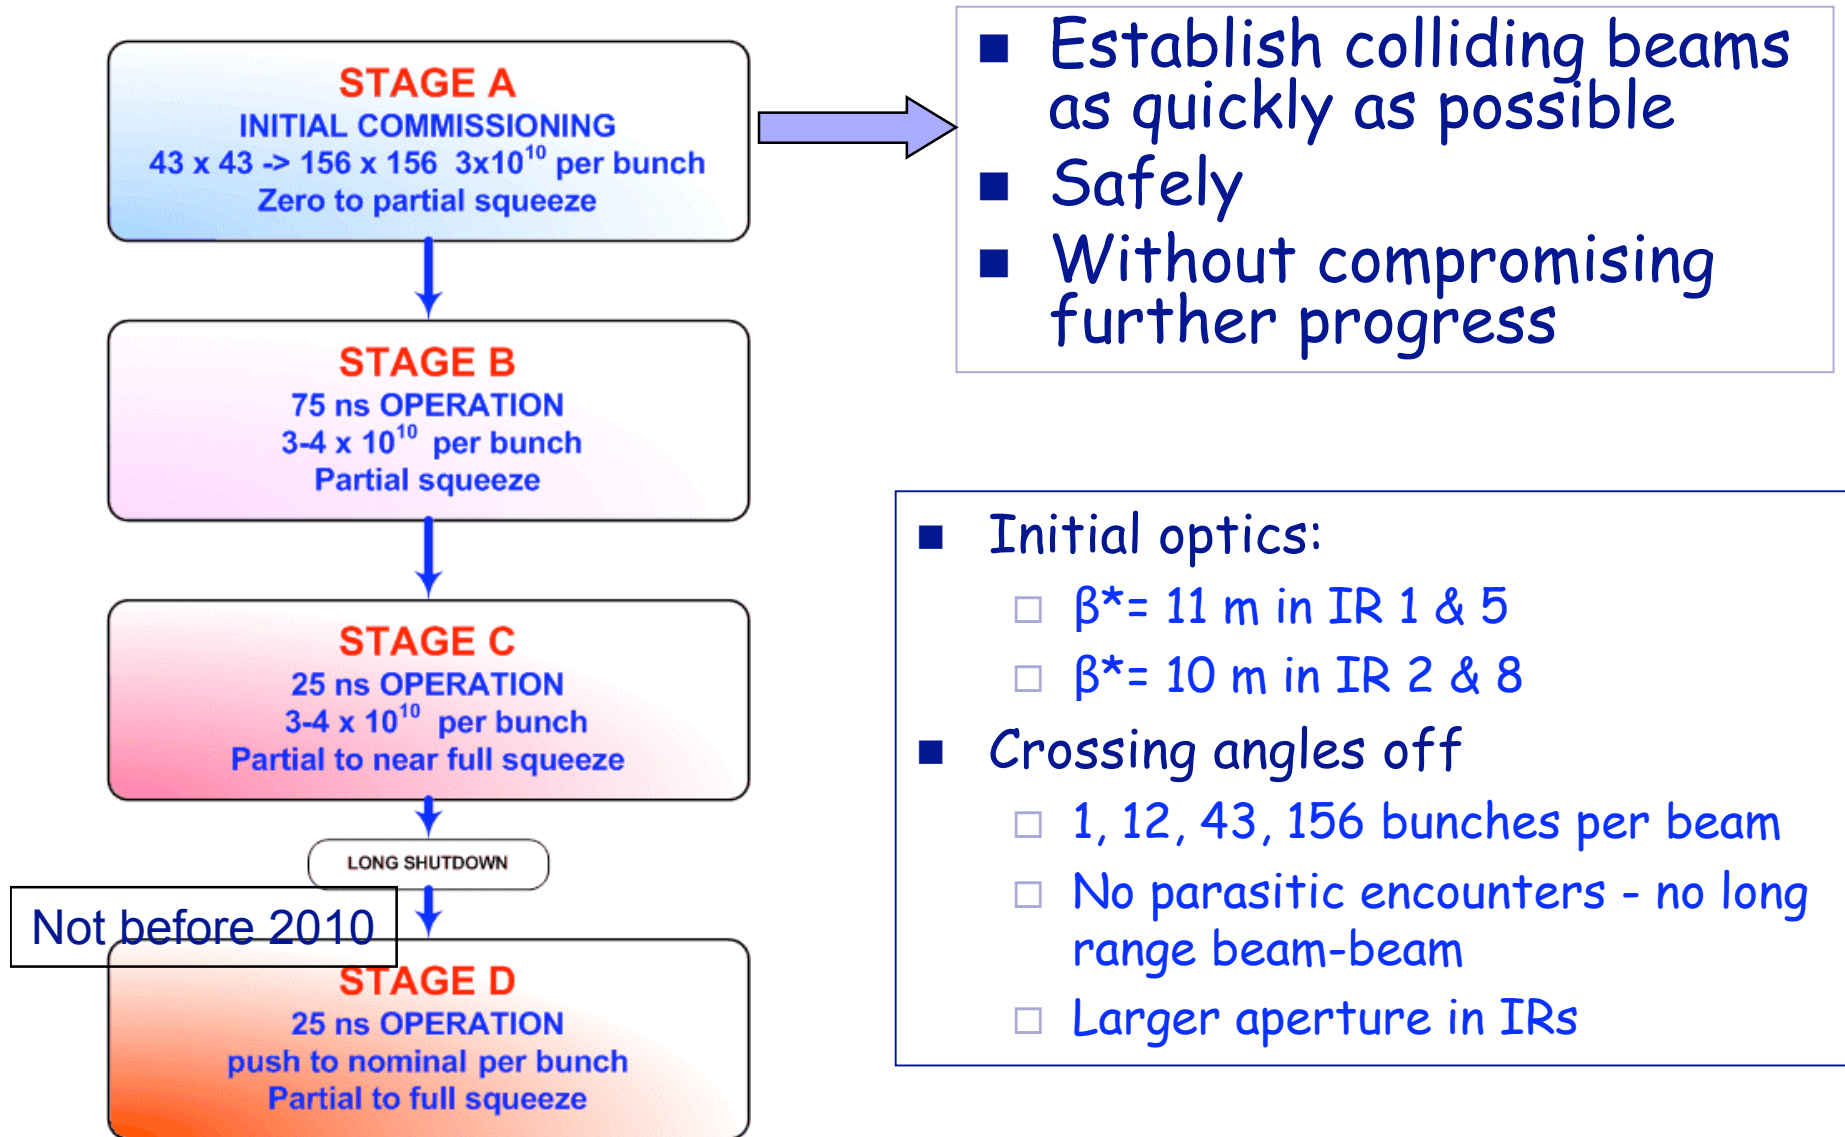 STAGE A
INITIAL COMMISSIONING
43 x 43 -> 156 x 156 3x10¹⁰ per bunch
Zero to partial squeeze
STAGE B
75 ns OPERATION
3-4 x 10¹⁰ per bunch
Partial squeeze
STAGE C
25 ns OPERATION
3-4 x 10¹⁰ per bunch
Partial to near full squeeze
LONG SHUTDOWN
Not before 2010
STAGE D
25 ns OPERATION
push to nominal per bunch
Partial to full squeeze
■ Establish colliding beams
as quickly as possible
■ Safely
■ Without compromising
further progress
■ Initial optics:
□ β*= 11 m in IR 1 & 5
□ β*= 10 m in IR 2 & 8
■ Crossing angles off
□ 1, 12, 43, 156 bunches per beam
□ No parasitic encounters - no long
range beam-beam
□ Larger aperture in IRs